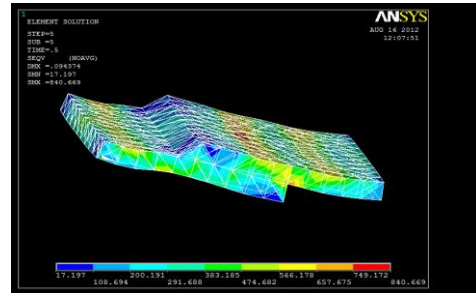 1
ELEMENT SOLUTION
ANSYS
AUG 16 2012
12:07:51
STEP=5
SUB =5
TIME=.5
SEQV (NOAVG)
DMX =.094374
SMN =17.197
SMX =840.669
17.197 200.191 383.185 566.178 749.172
108.694 291.688 474.682 657.675 840.669